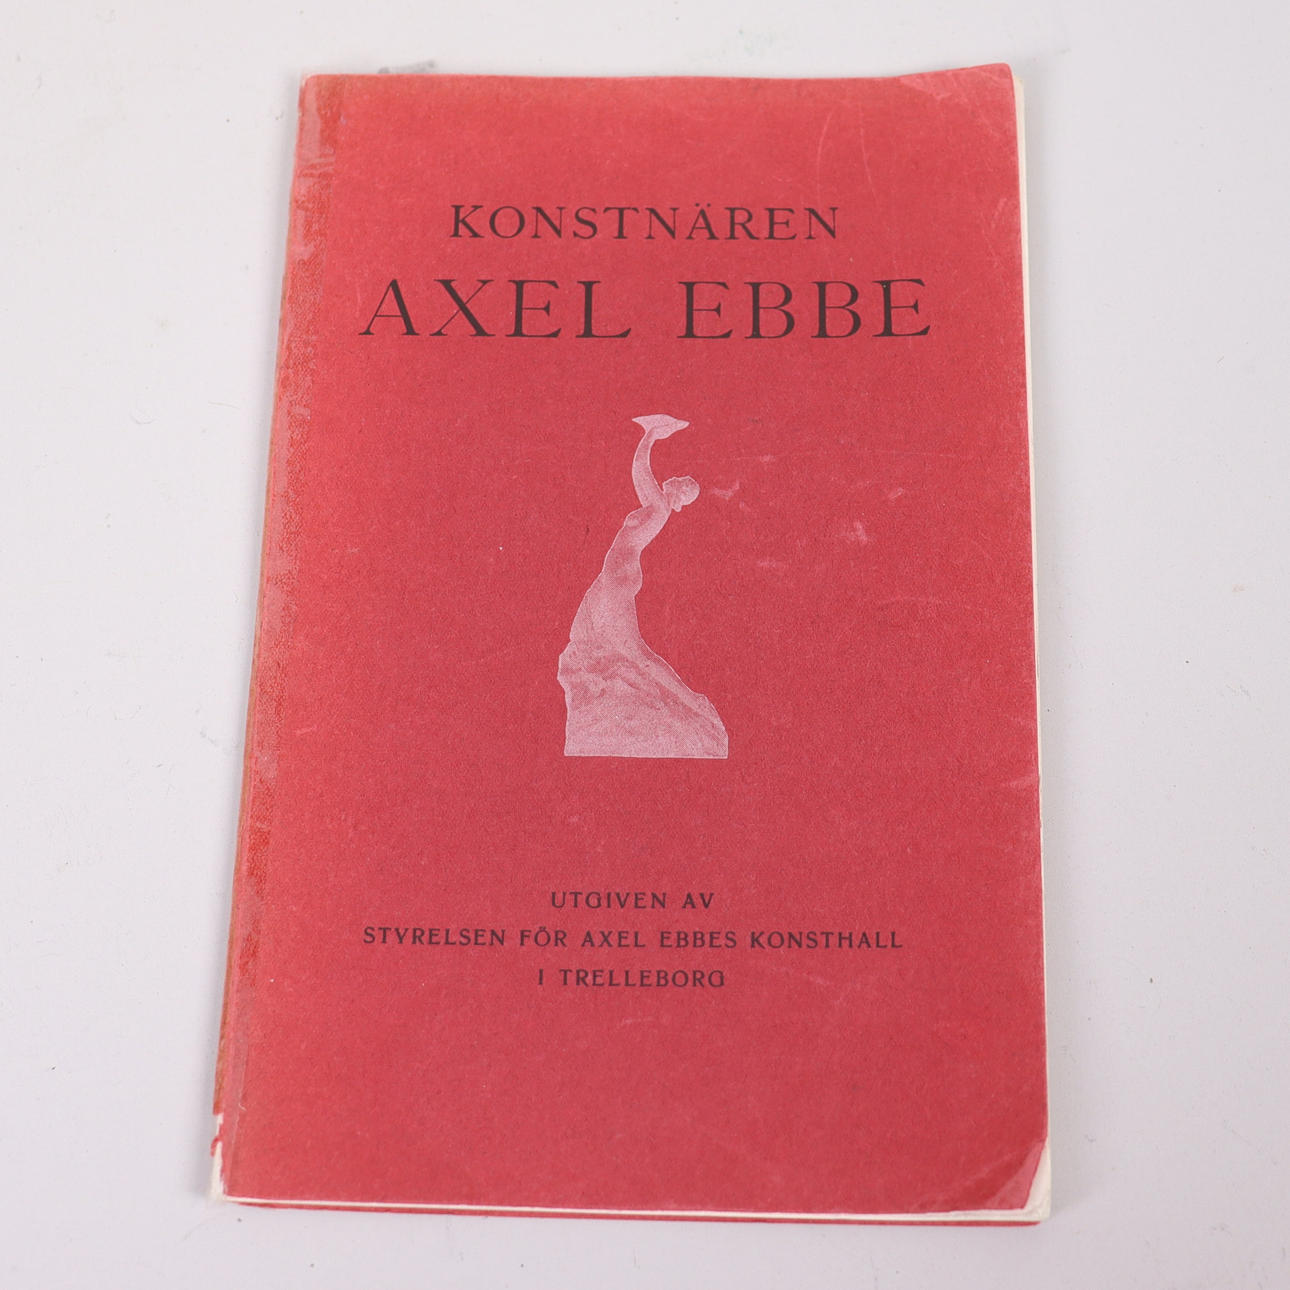 KONSTNÄREN
AXEL EBBE
UTGIVEN AV
STYRELSEN FÖR AXEL EBBES KONSTHALL
I TRELLEBORG